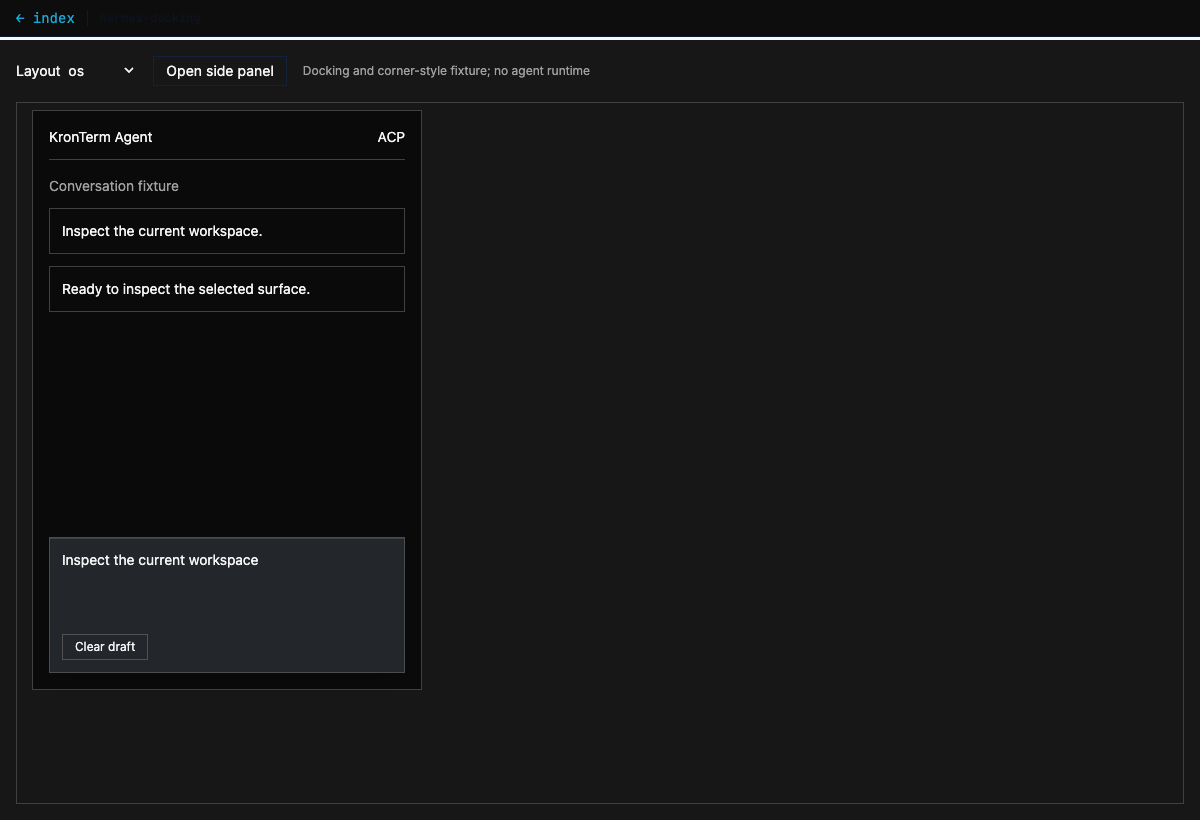 ← index
Layout os
Open side panel
Docking and corner-style fixture; no agent runtime
KronTerm Agent
ACP
Conversation fixture
Inspect the current workspace.
Ready to inspect the selected surface.
Inspect the current workspace
Clear draft